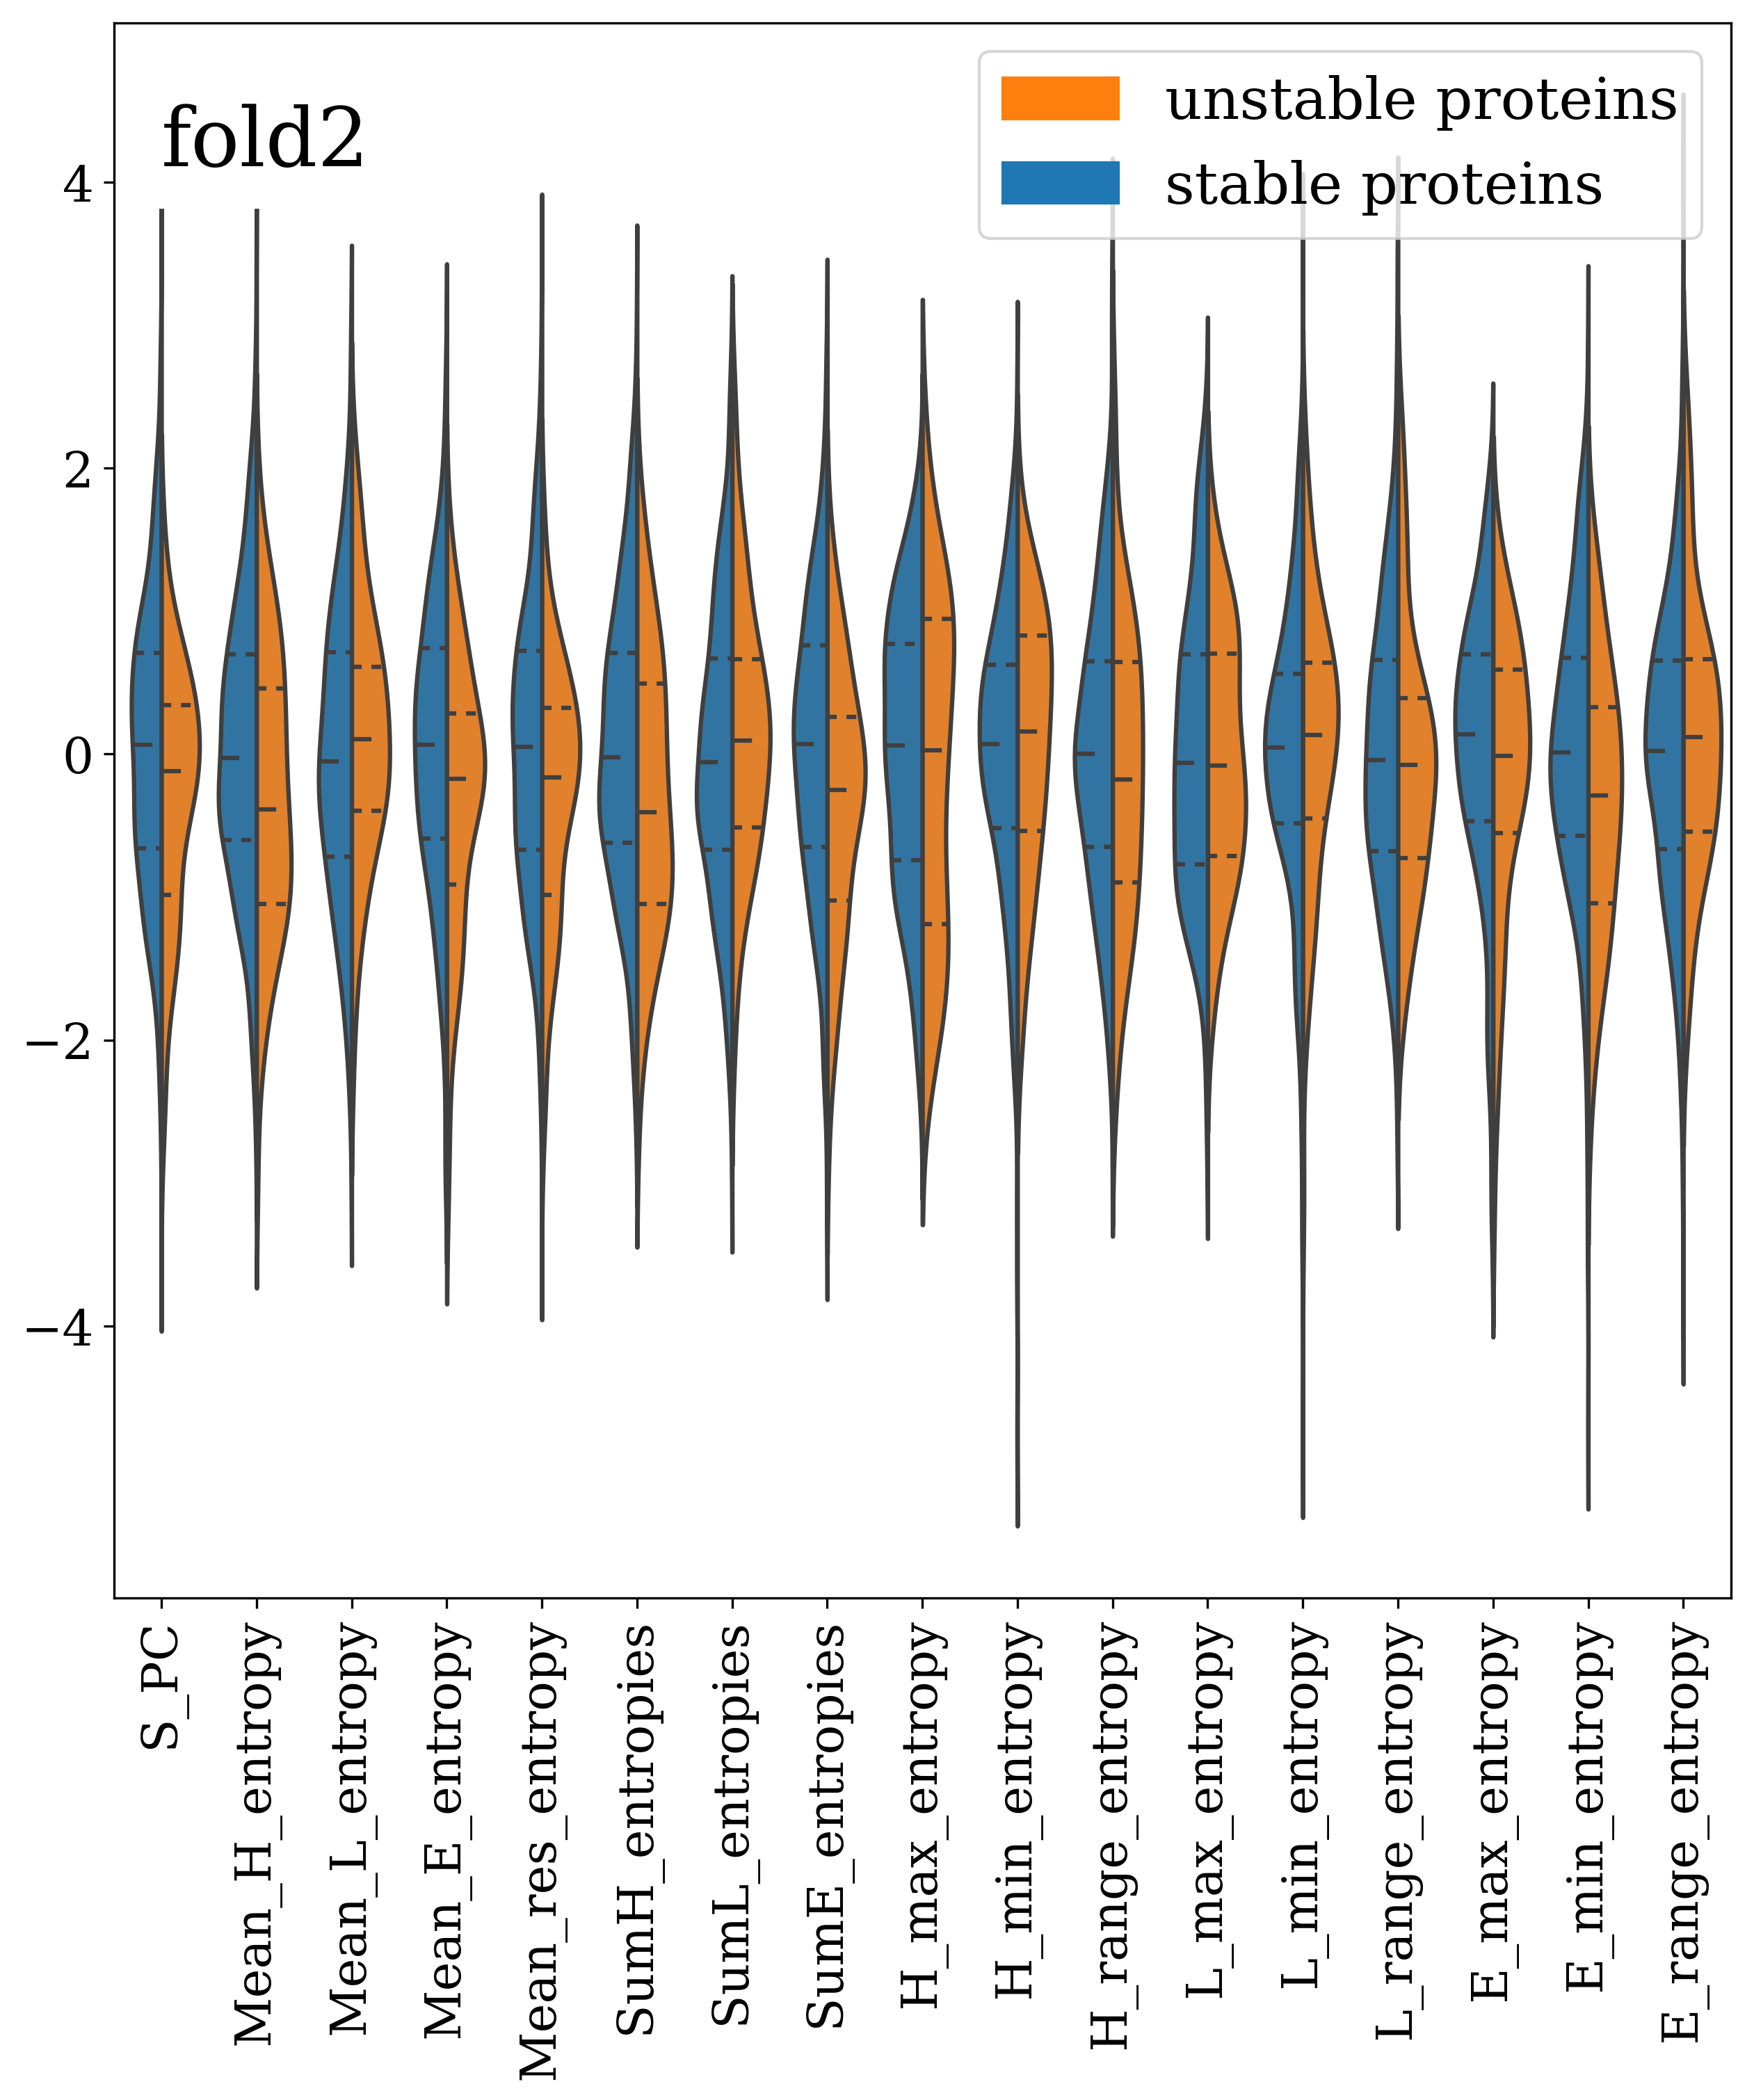 fold2
unstable proteins
stable proteins
4
2
0
−2
−4
S_PC
Mean_H_entropy
Mean_L_entropy
Mean_E_entropy
Mean_res_entropy
SumH_entropies
SumL_entropies
SumE_entropies
H_max_entropy
H_min_entropy
H_range_entropy
L_max_entropy
L_min_entropy
L_range_entropy
E_max_entropy
E_min_entropy
E_range_entropy